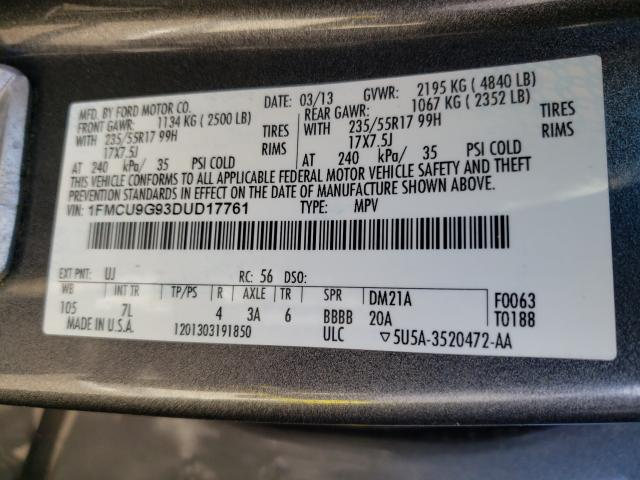 MFD. BY FORD MOTOR CO.
DATE: 03/13 GVWR: 2195 KG ( 4840 LB)
FRONT GAWR: 1134 KG ( 2500 LB) REAR GAWR: 1067 KG ( 2352 LB)
WITH 235/55R17 99H TIRES WITH 235/55R17 99H TIRES
17X7.5J RIMS 17X7.5J RIMS
AT 240 kPa/ 35 PSI COLD AT 240 kPa/ 35 PSI COLD
THIS VEHICLE CONFORMS TO ALL APPLICABLE FEDERAL MOTOR VEHICLE SAFETY AND THEFT
PREVENTION STANDARDS IN EFFECT ON THE DATE OF MANUFACTURE SHOWN ABOVE.
VIN: 1FMCU9G93DUD17761 TYPE: MPV
EXT PNT: UJ RC: 56 DSO:
WB INT TR TP/PS R AXLE TR SPR DM21A F0063
105 7L 4 3A 6 BBBB 20A T0188
MADE IN U.S.A. 1201303191850 ULC ▽5U5A-3520472-AA